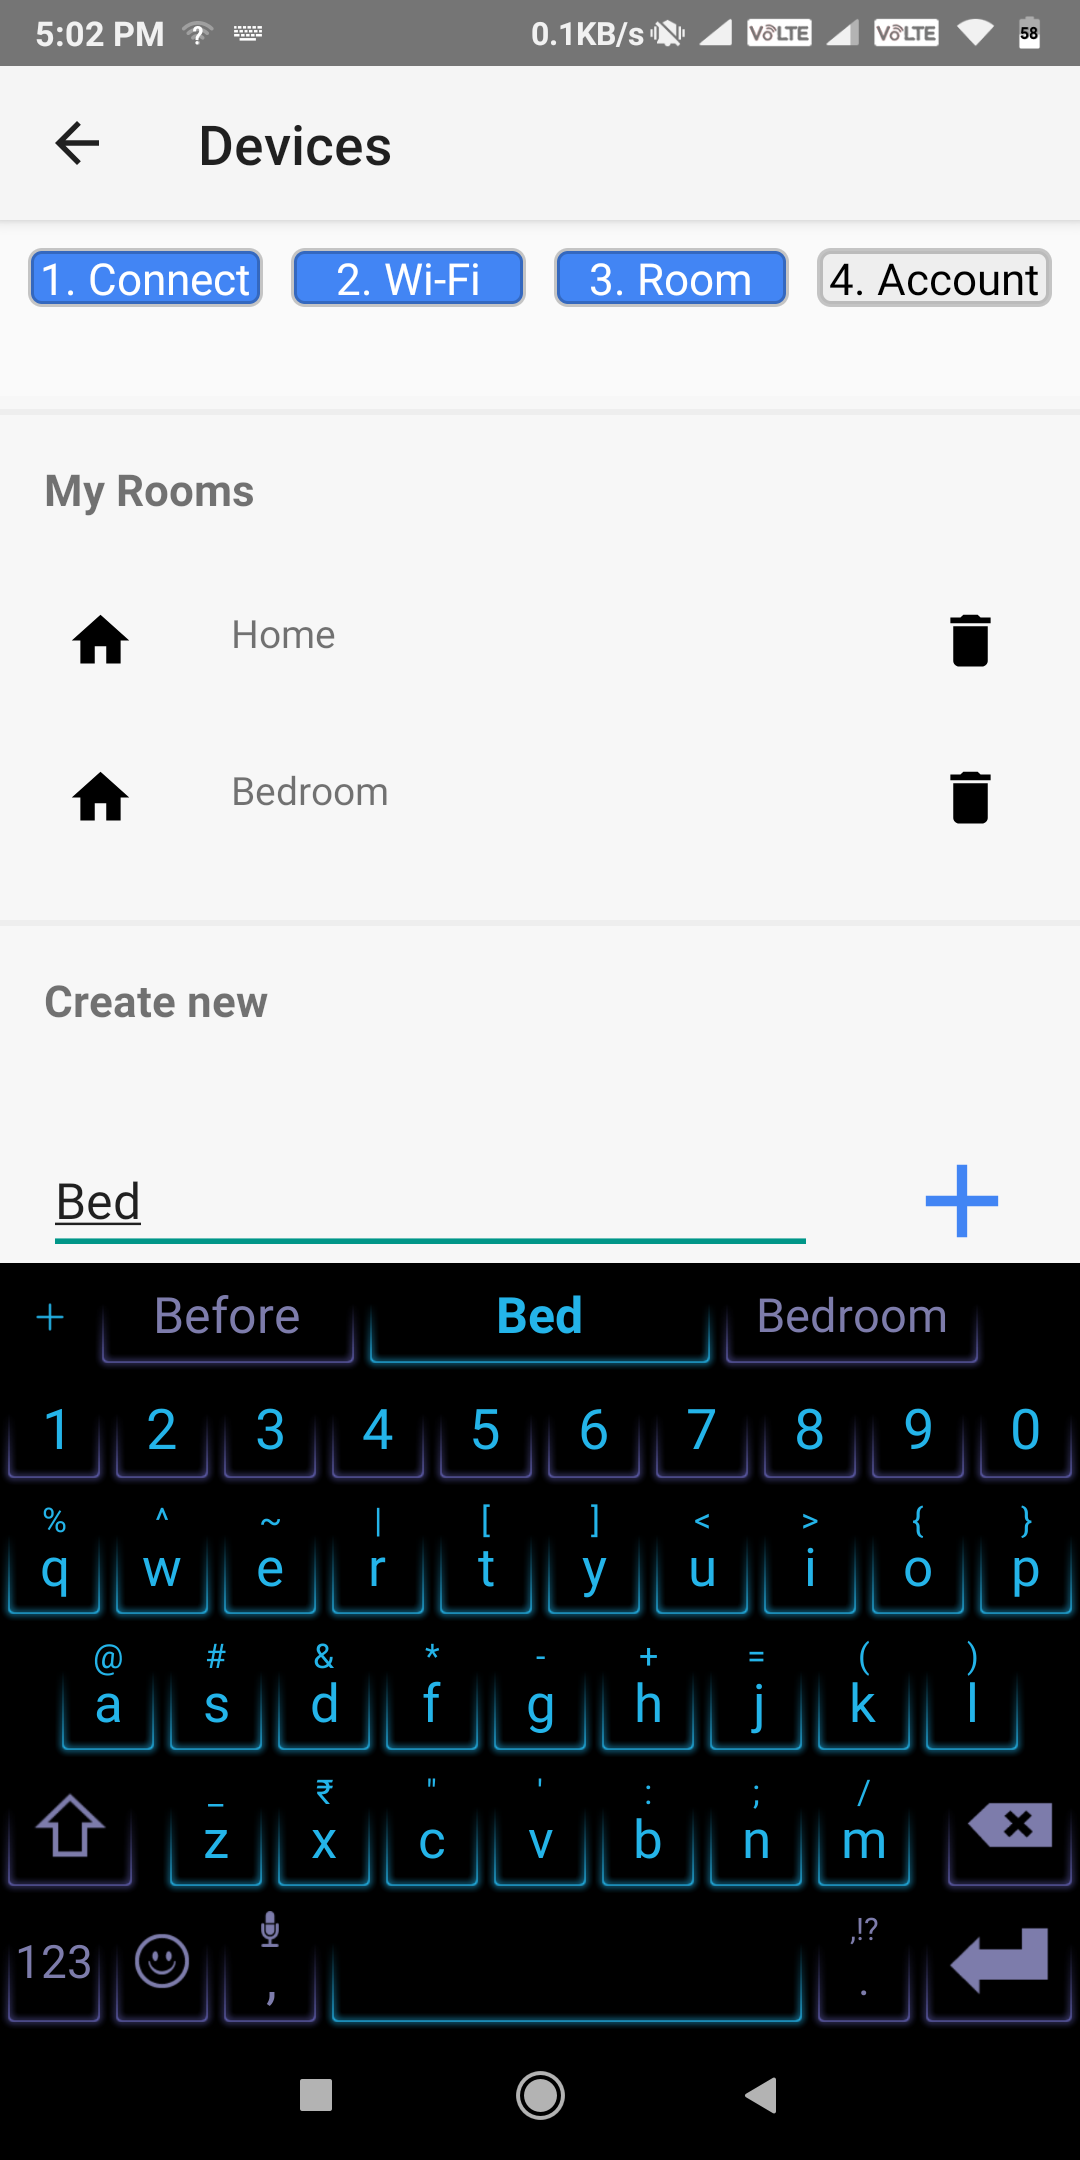 5:02 PM 0.1KB/s VoLTE VoLTE 58
Devices
1. Connect 2. Wi-Fi 3. Room 4. Account
My Rooms
Home
Bedroom
Create new
Bed
+ Before Bed Bedroom
1 2 3 4 5 6 7 8 9 0
% ^ ~ | [ ] < > { }
q w e r t y u i o p
@ # & * - + = ( )
a s d f g h j k l
_ ₹ " ' : ; /
z x c v b n m
,!?
123 , .